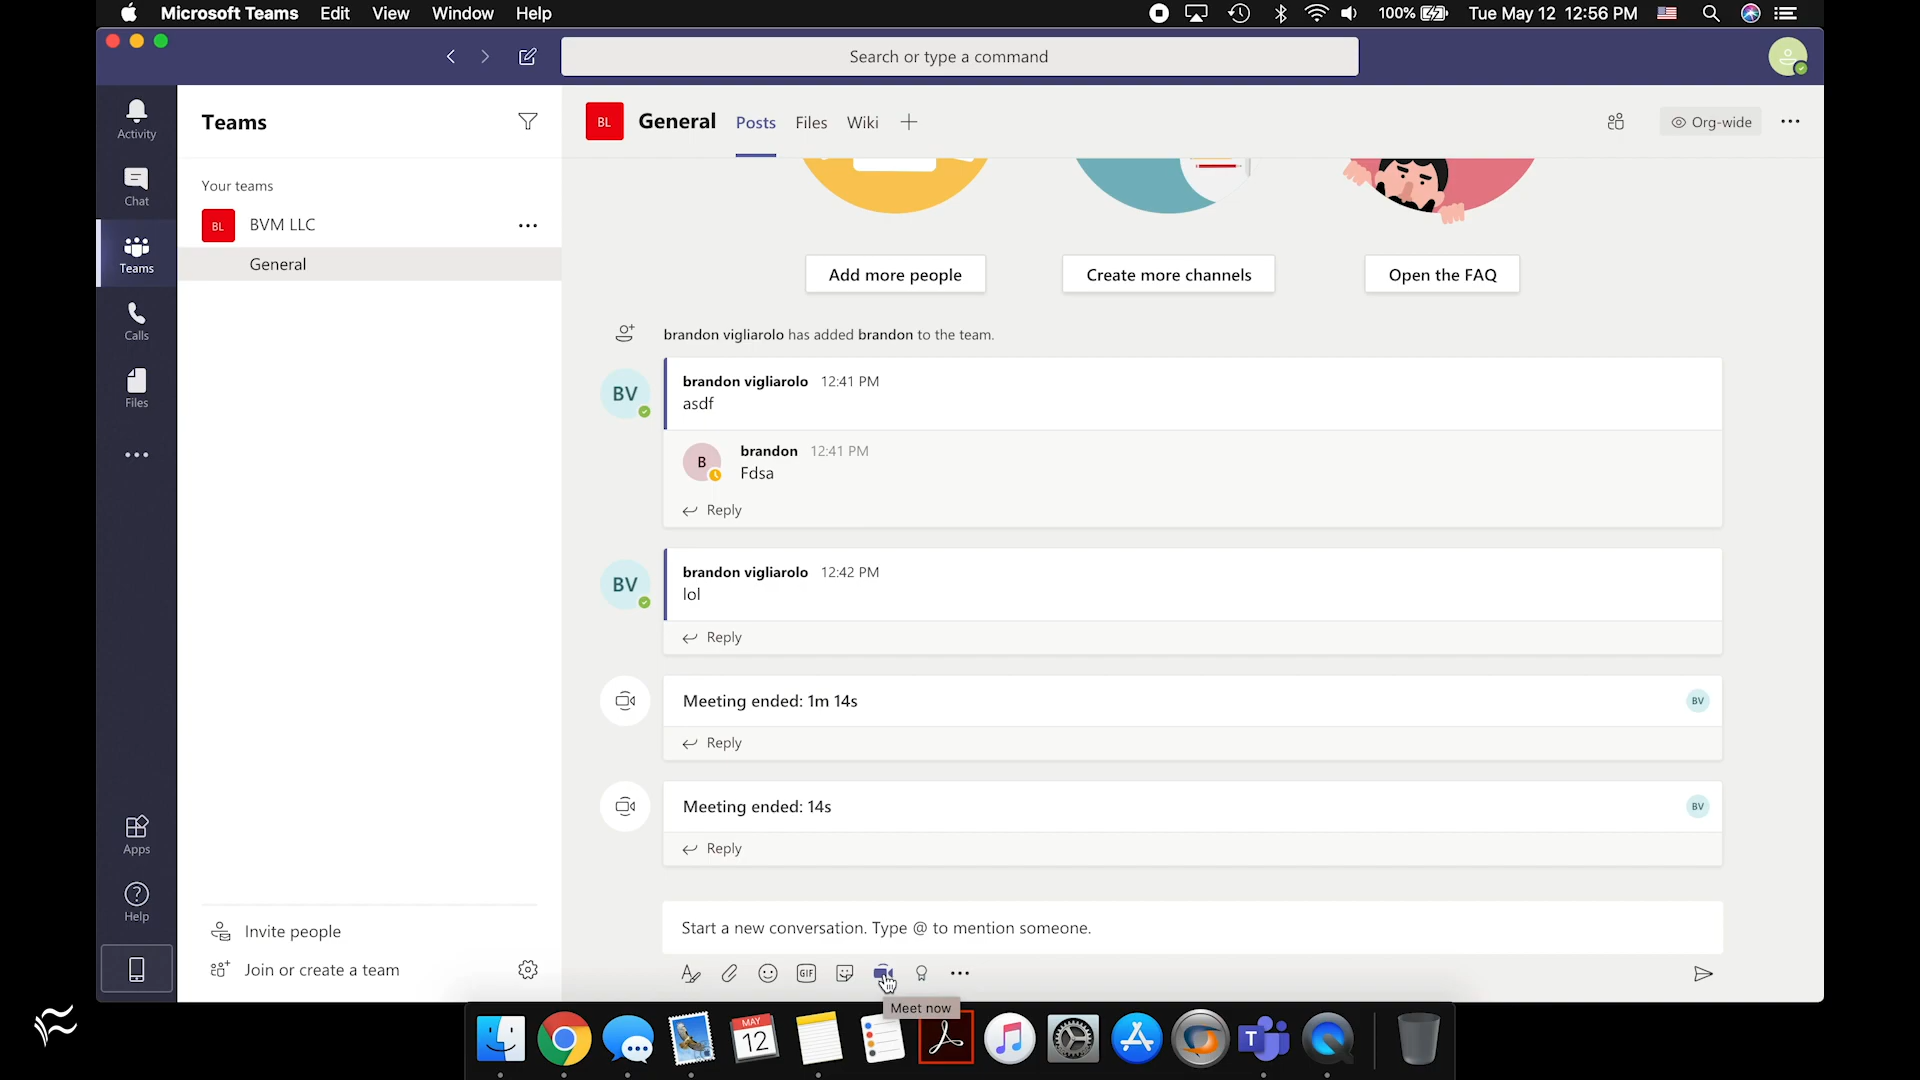 Microsoft Teams Edit View Window Help 100% Tue May 12 12:56 PM
Search or type a command
Activity
Chat
Teams
Calls
Files
Apps
Help
Teams
Your teams
BL BVM LLC
General
Invite people
Join or create a team
BL General Posts Files Wiki Org-wide
Add more people Create more channels Open the FAQ
brandon vigliarolo has added brandon to the team.
BV brandon vigliarolo 12:41 PM
asdf
B brandon 12:41 PM
Fdsa
Reply
BV brandon vigliarolo 12:42 PM
lol
Reply
Meeting ended: 1m 14s BV
Reply
Meeting ended: 14s BV
Reply
Start a new conversation. Type @ to mention someone.
GIF
Meet now
MAY
12
T